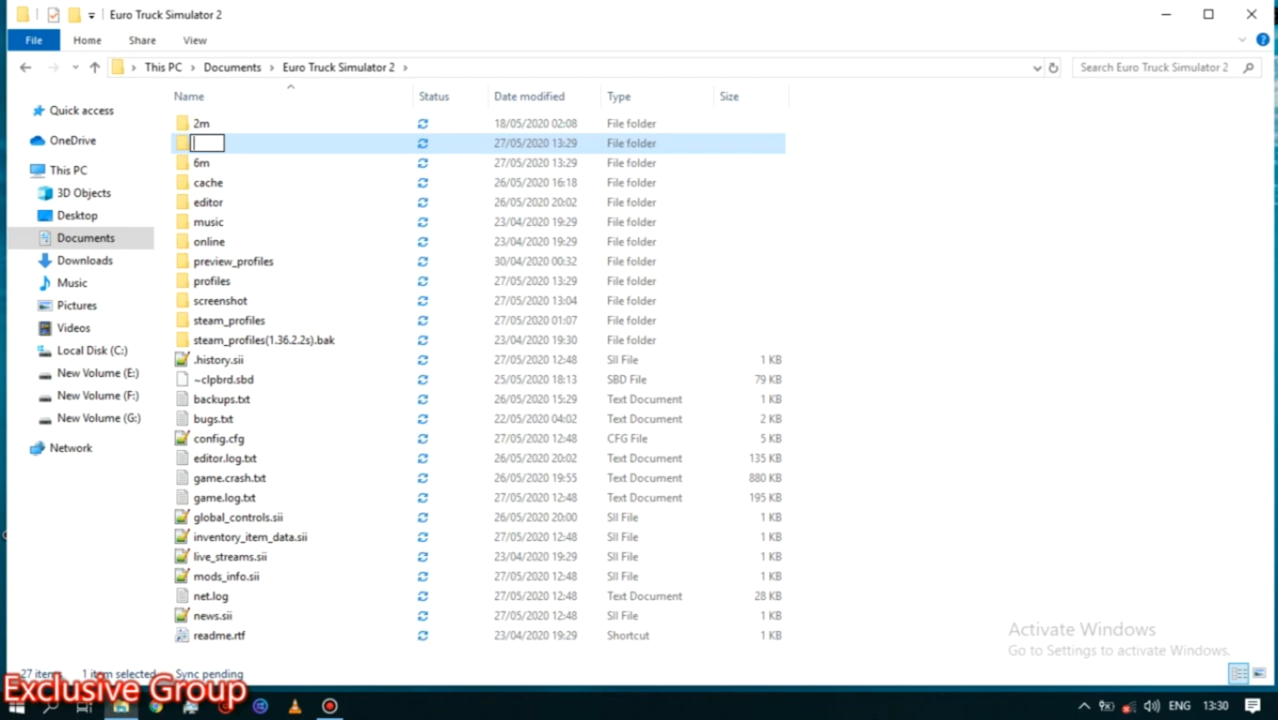 Euro Truck Simulator 2
File Home Share View
This PC Documents Euro Truck Simulator 2 Search Euro Truck Simulator 2
Name Status Date modified Type Size
Quick access
OneDrive
This PC
3D Objects
Desktop
Documents
Downloads
Music
Pictures
Videos
Local Disk (C:)
New Volume (E:)
New Volume (F:)
New Volume (G:)
Network
2m 18/05/2020 02:08 File folder
27/05/2020 13:29 File folder
6m 27/05/2020 13:29 File folder
cache 26/05/2020 16:18 File folder
editor 26/05/2020 20:02 File folder
music 23/04/2020 19:29 File folder
online 23/04/2020 19:29 File folder
preview_profiles 30/04/2020 00:32 File folder
profiles 27/05/2020 13:29 File folder
screenshot 27/05/2020 13:04 File folder
steam_profiles 27/05/2020 01:07 File folder
steam_profiles(1.36.2.2s).bak 23/04/2020 19:30 File folder
.history.sii 27/05/2020 12:48 SII File 1 KB
~clpbrd.sbd 25/05/2020 18:13 SBD File 79 KB
backups.txt 26/05/2020 15:29 Text Document 1 KB
bugs.txt 22/05/2020 04:02 Text Document 2 KB
config.cfg 27/05/2020 12:48 CFG File 5 KB
editor.log.txt 26/05/2020 20:02 Text Document 135 KB
game.crash.txt 26/05/2020 19:55 Text Document 880 KB
game.log.txt 27/05/2020 12:48 Text Document 195 KB
global_controls.sii 26/05/2020 20:00 SII File 1 KB
inventory_item_data.sii 27/05/2020 12:48 SII File 1 KB
live_streams.sii 23/04/2020 19:29 SII File 1 KB
mods_info.sii 27/05/2020 12:48 SII File 1 KB
net.log 27/05/2020 12:48 Text Document 28 KB
news.sii 27/05/2020 12:48 SII File 1 KB
readme.rtf 23/04/2020 19:29 Shortcut 1 KB
Activate Windows
Go to Settings to activate Windows.
27 items 1 item selected Sync pending
Exclusive Group
ENG 13:30